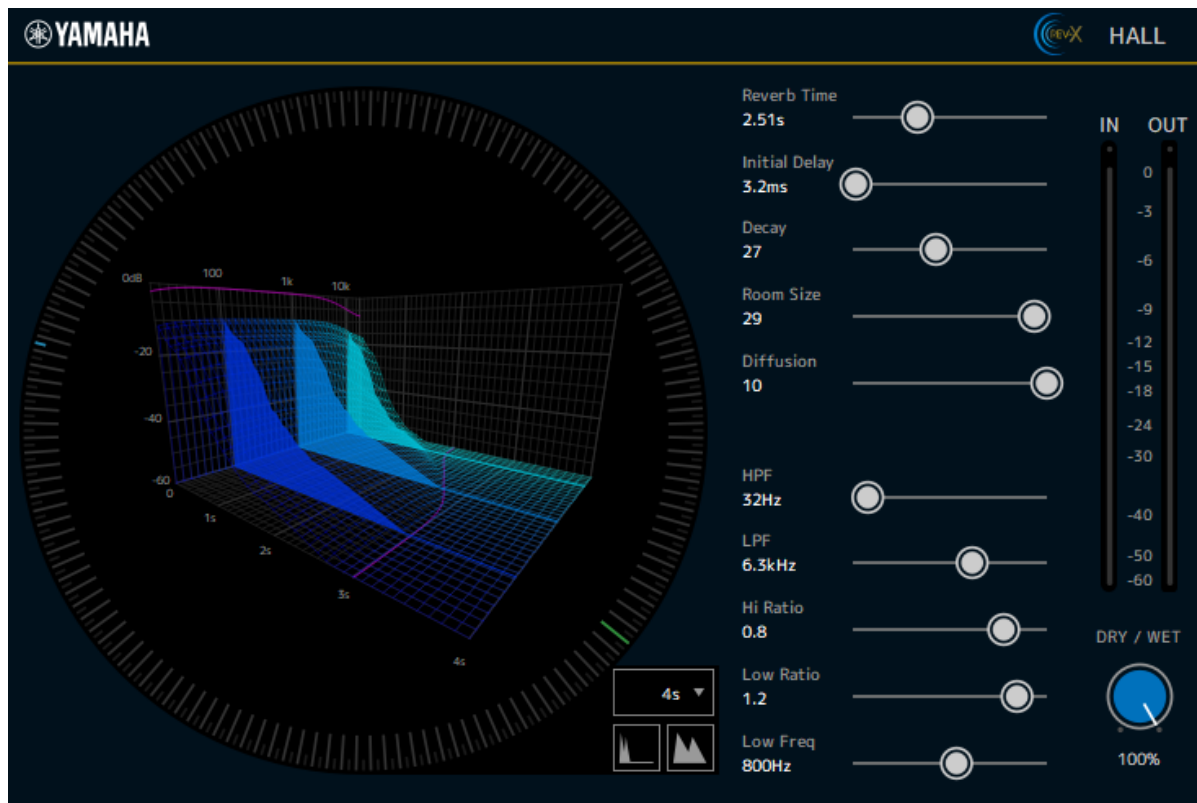 YAMAHA
REV-X HALL
Reverb Time
2.51s
Initial Delay
3.2ms
Decay
27
Room Size
29
Diffusion
10
HPF
32Hz
LPF
6.3kHz
Hi Ratio
0.8
Low Ratio
1.2
Low Freq
800Hz
IN OUT
0
-3
-6
-9
-12
-15
-18
-24
-30
-40
-50
-60
DRY / WET
100%
0dB 100 1k 10k
-20
-40
-60
0
1s
2s
3s
4s
4s